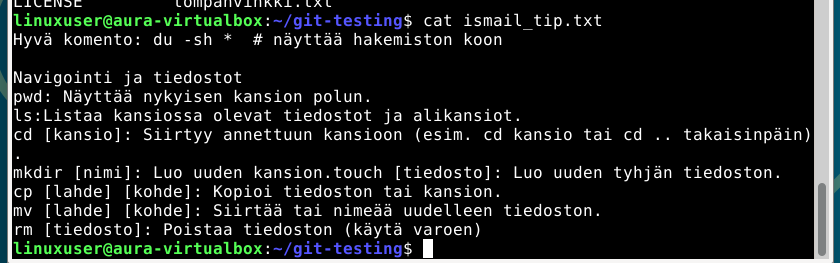 LICENSE         tompanvinkki.txt
linuxuser@aura-virtualbox:~/git-testing$ cat ismail_tip.txt
Hyvä komento: du -sh *  # näyttää hakemiston koon

Navigointi ja tiedostot
pwd: Näyttää nykyisen kansion polun.
ls:Listaa kansiossa olevat tiedostot ja alikansiot.
cd [kansio]: Siirtyy annettuun kansioon (esim. cd kansio tai cd .. takaisinpäin)
.
mkdir [nimi]: Luo uuden kansion.touch [tiedosto]: Luo uuden tyhjän tiedoston.
cp [lahde] [kohde]: Kopioi tiedoston tai kansion.
mv [lahde] [kohde]: Siirtää tai nimeää uudelleen tiedoston.
rm [tiedosto]: Poistaa tiedoston (käytä varoen)
linuxuser@aura-virtualbox:~/git-testing$